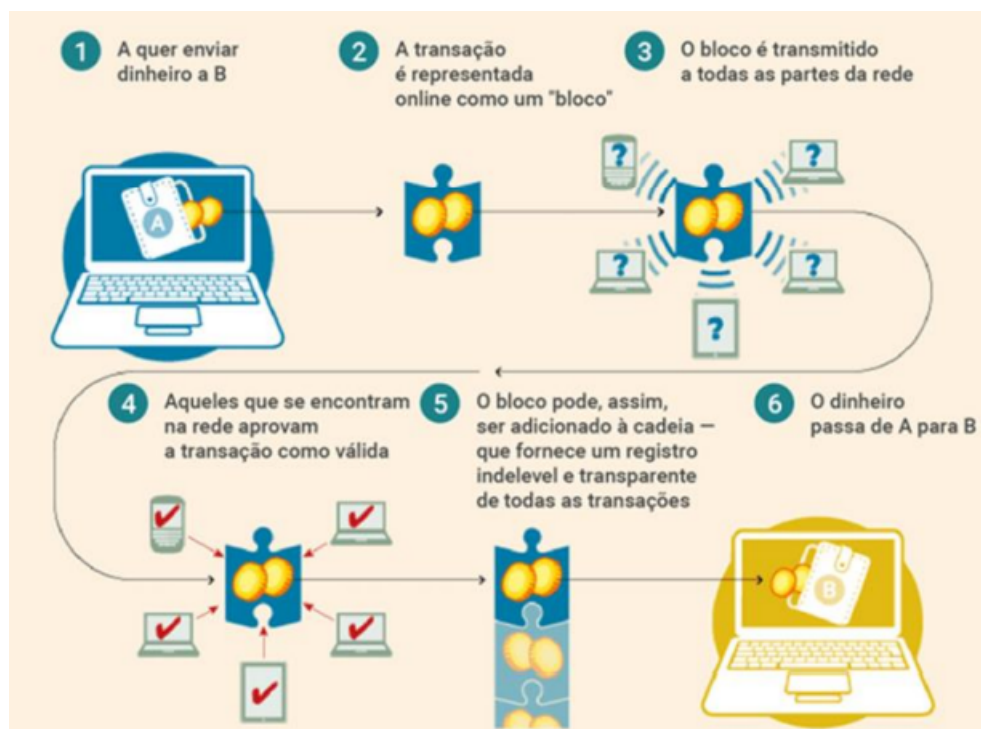 1
A quer enviar
dinheiro a B
2
A transação
é representada
online como um "bloco"
3
O bloco é transmitido
a todas as partes da rede
A
?
?
?
?
?
4
Aqueles que se encontram
na rede aprovam
a transação como válida
5
O bloco pode, assim,
ser adicionado à cadeia —
que fornece um registro
indelevel e transparente
de todas as transações
6
O dinheiro
passa de A para B
B